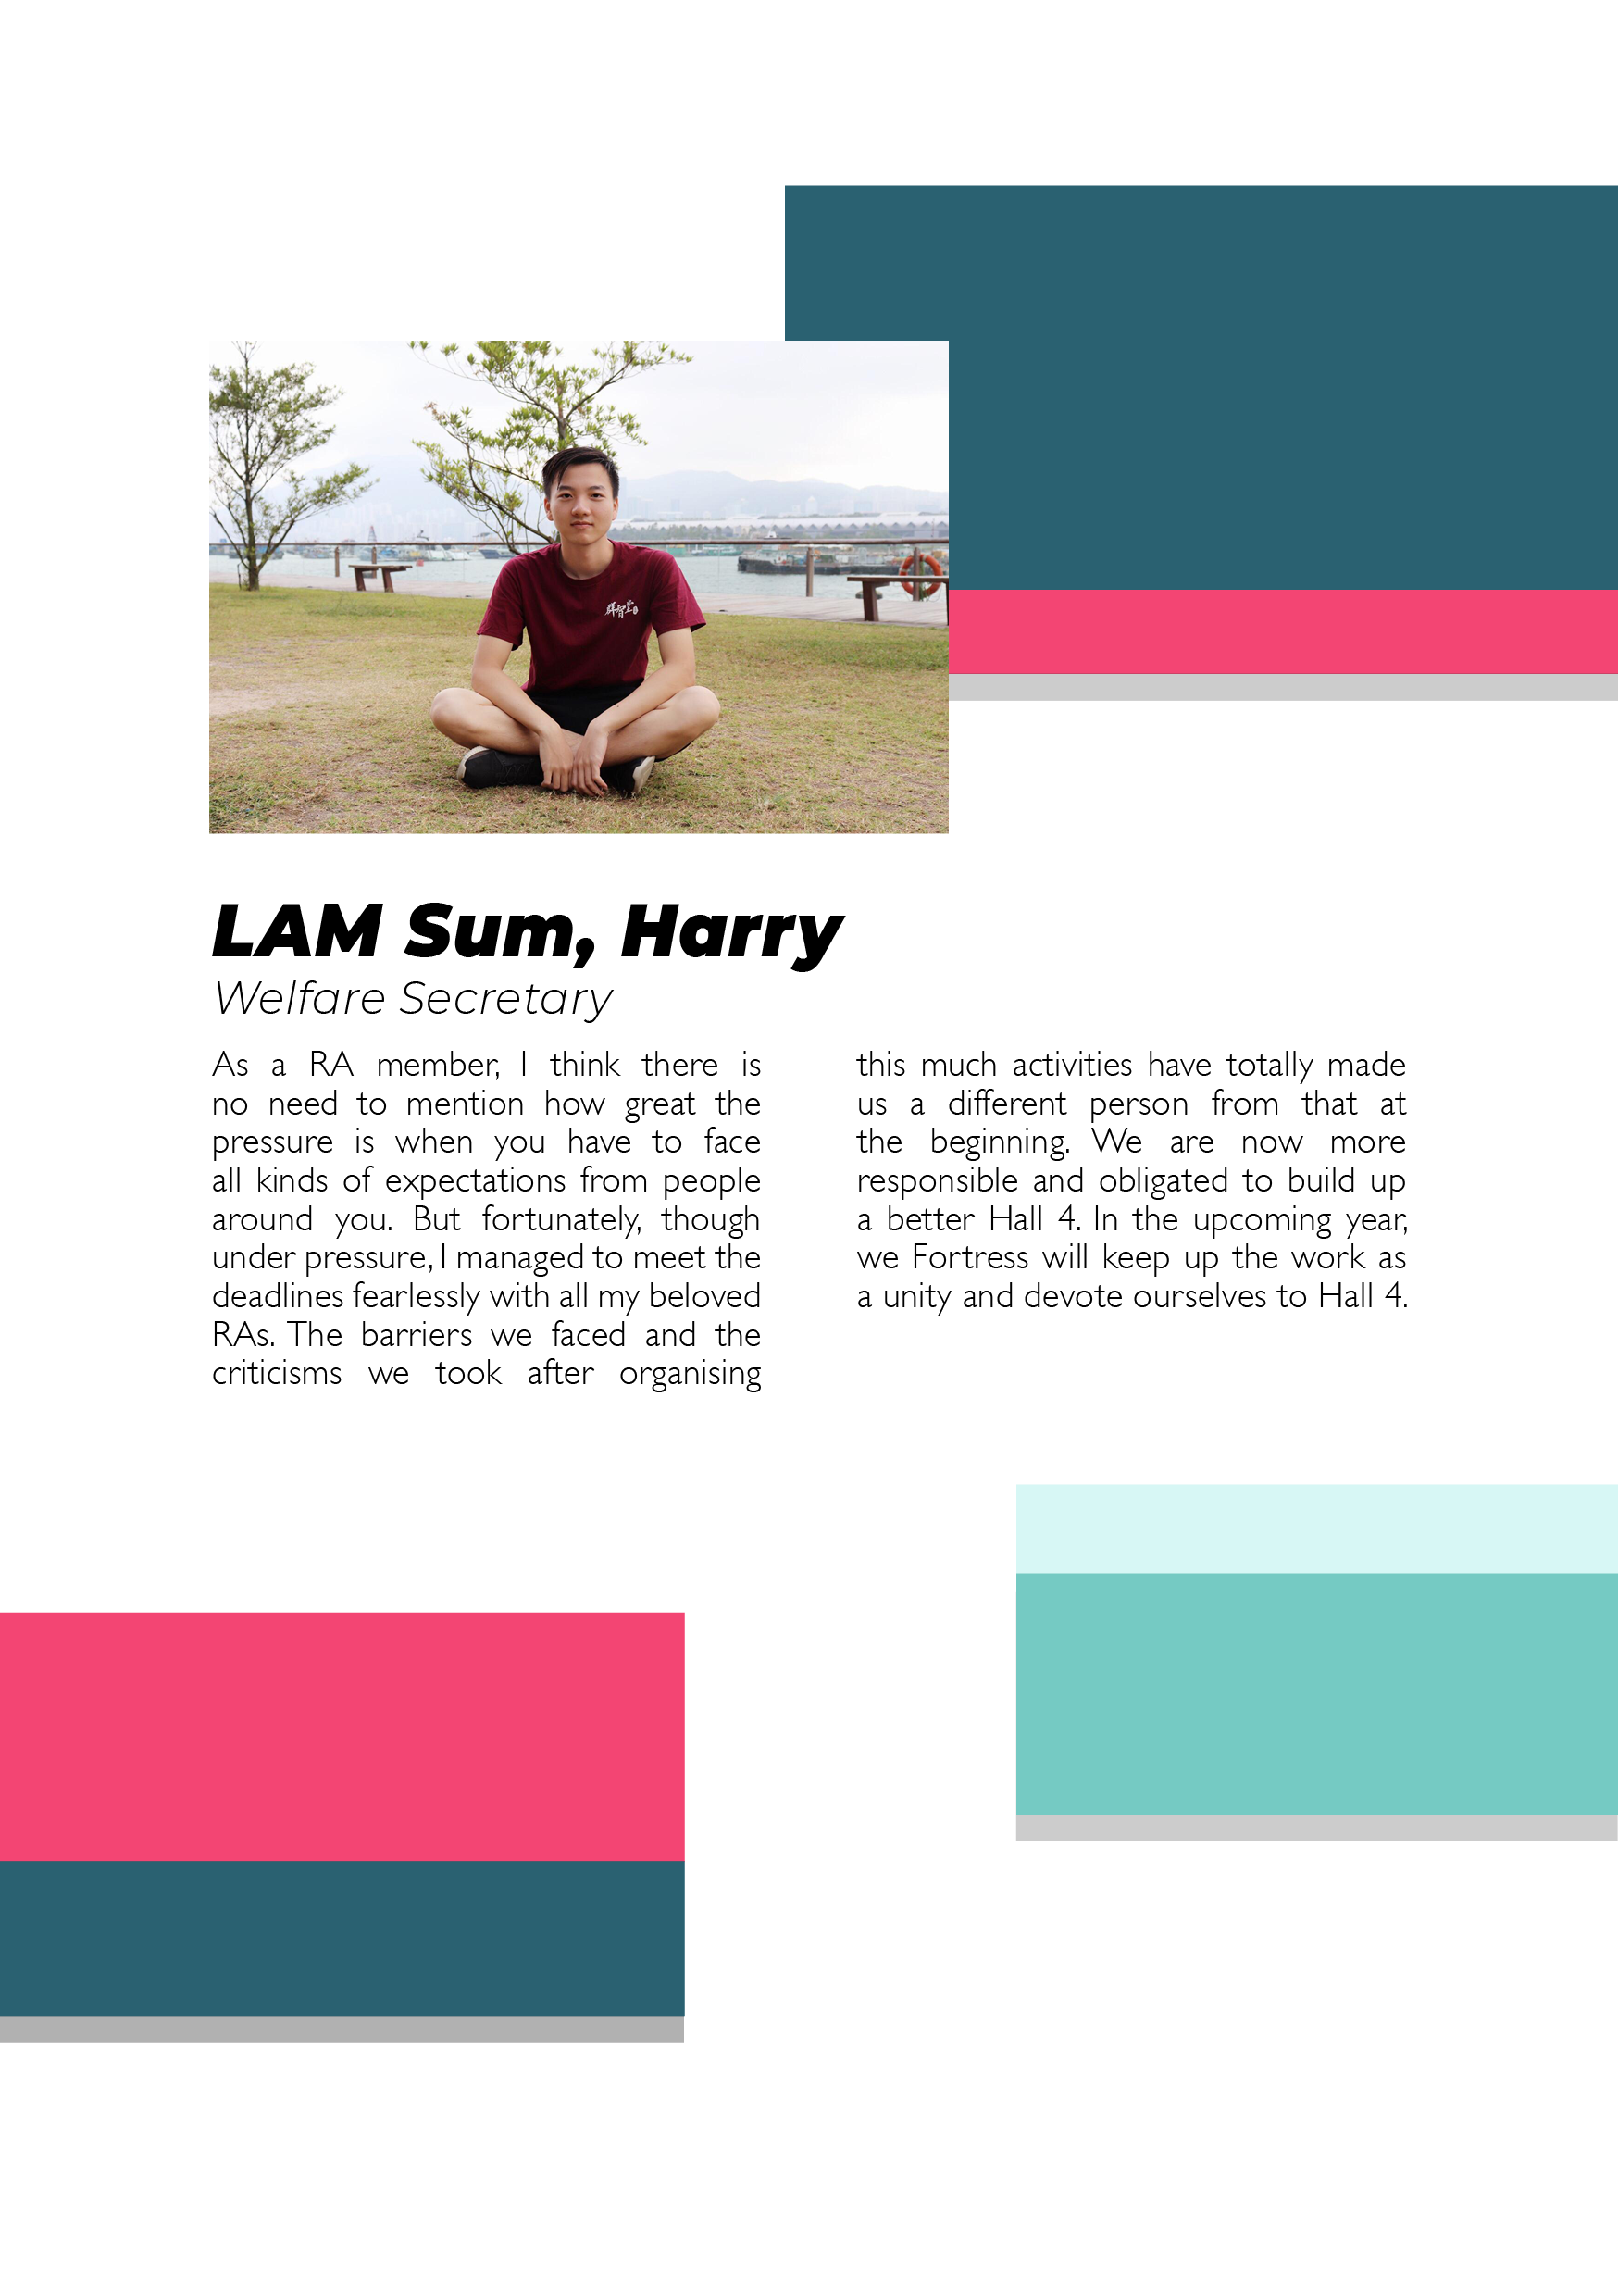 LAM Sum, Harry
Welfare Secretary
As a RA member, I think there is
no need to mention how great the
pressure is when you have to face
all kinds of expectations from people
around you. But fortunately, though
under pressure, I managed to meet the
deadlines fearlessly with all my beloved
RAs. The barriers we faced and the
criticisms we took after organising
this much activities have totally made
us a different person from that at
the beginning. We are now more
responsible and obligated to build up
a better Hall 4. In the upcoming year,
we Fortress will keep up the work as
a unity and devote ourselves to Hall 4.